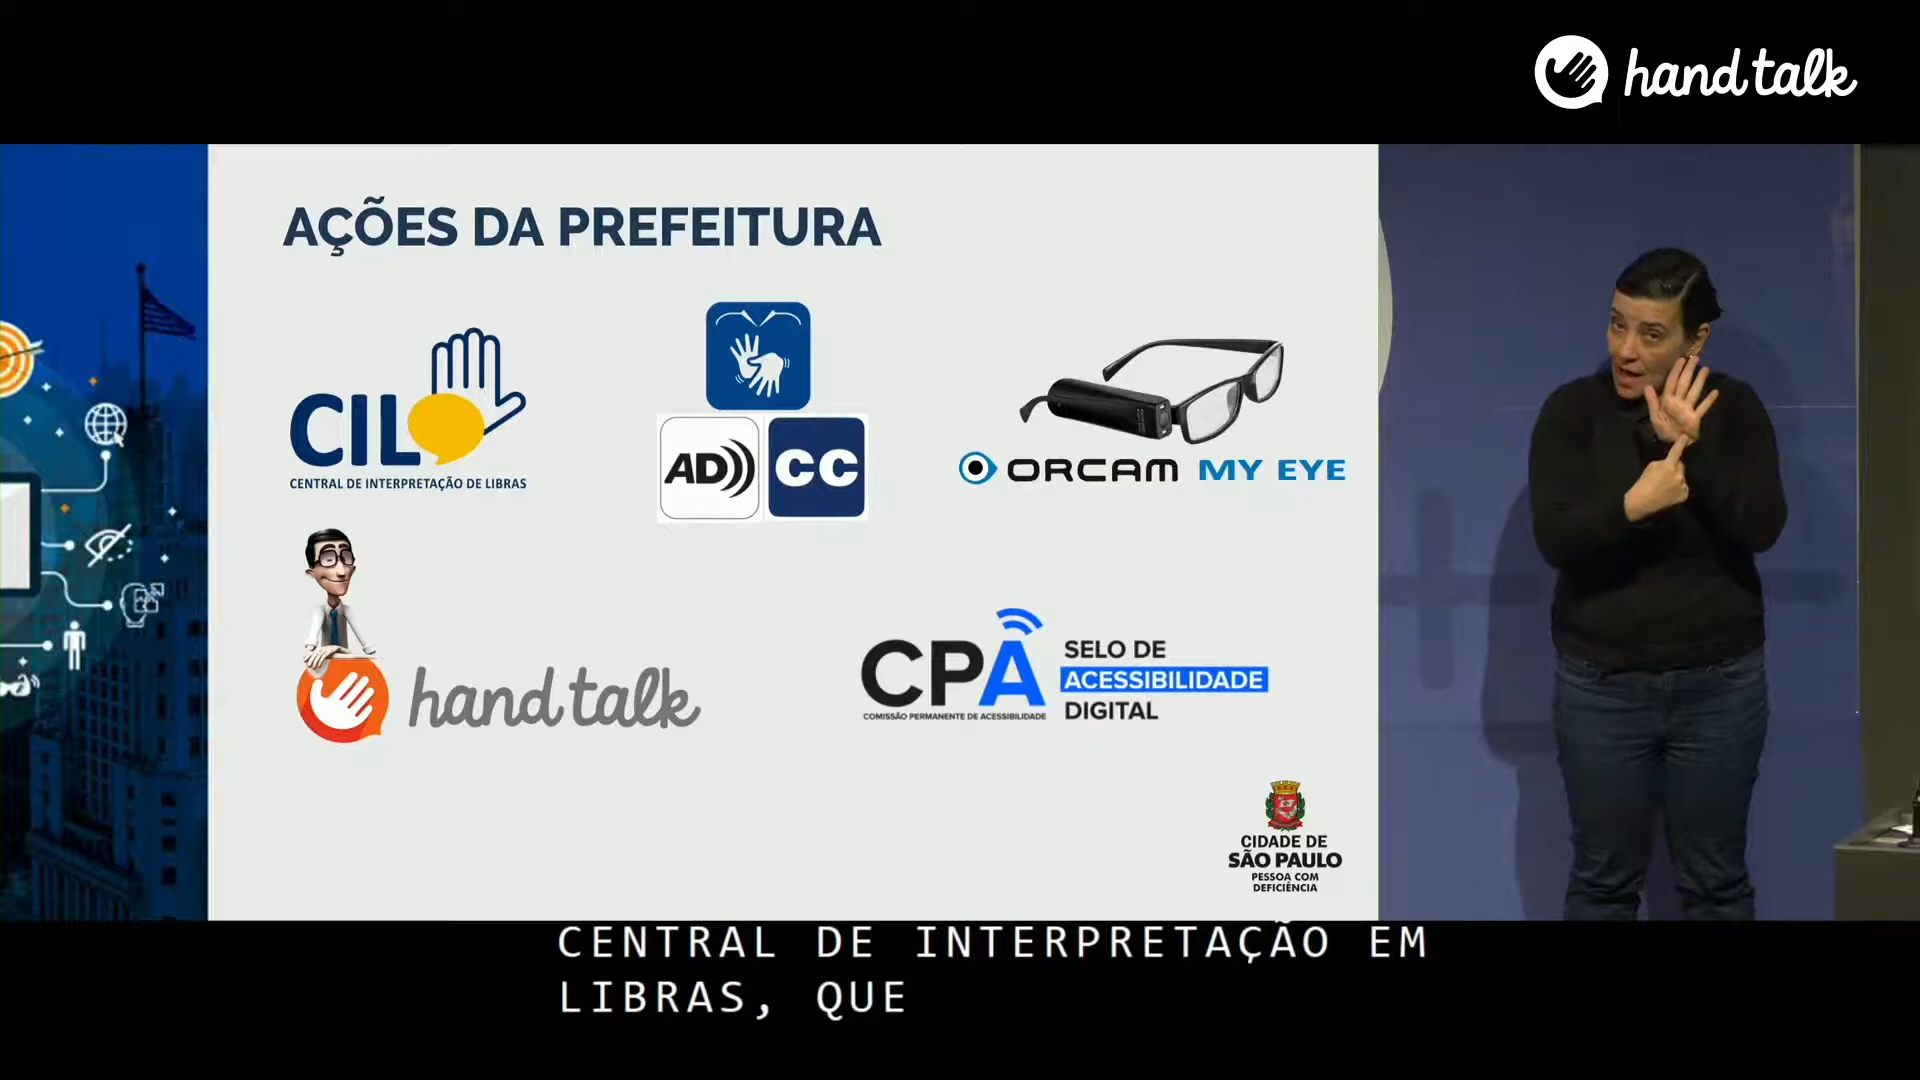 hand talk
AÇÕES DA PREFEITURA
CIL
CENTRAL DE INTERPRETAÇÃO DE LIBRAS
AD
CC
ORCAM MY EYE
hand talk
CPA
COMISSÃO PERMANENTE DE ACESSIBILIDADE
SELO DE
ACESSIBILIDADE
DIGITAL
CIDADE DE
SÃO PAULO
PESSOA COM
DEFICIÊNCIA
CENTRAL DE INTERPRETAÇÃO EM
LIBRAS, QUE